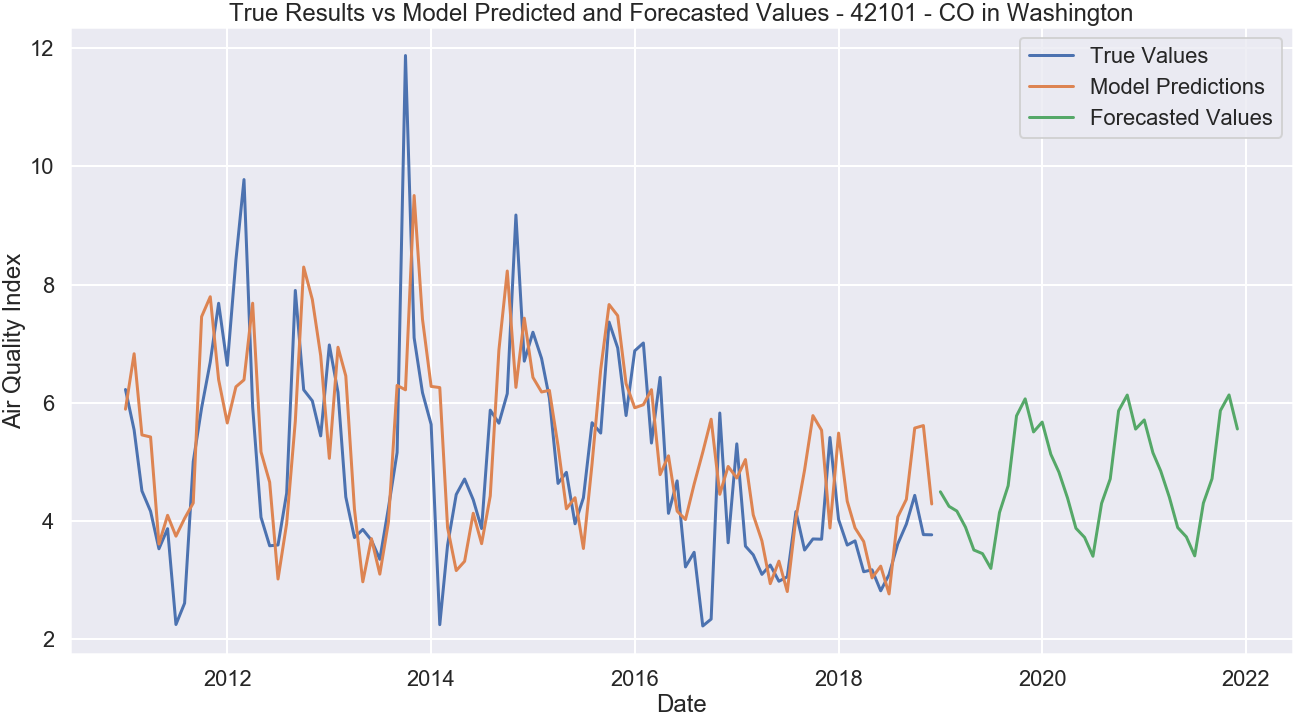 True Results vs Model Predicted and Forecasted Values - 42101 - CO in Washington
True Values
Model Predictions
Forecasted Values
Air Quality Index
12
10
8
6
4
2
2012
2014
2016
2018
2020
2022
Date